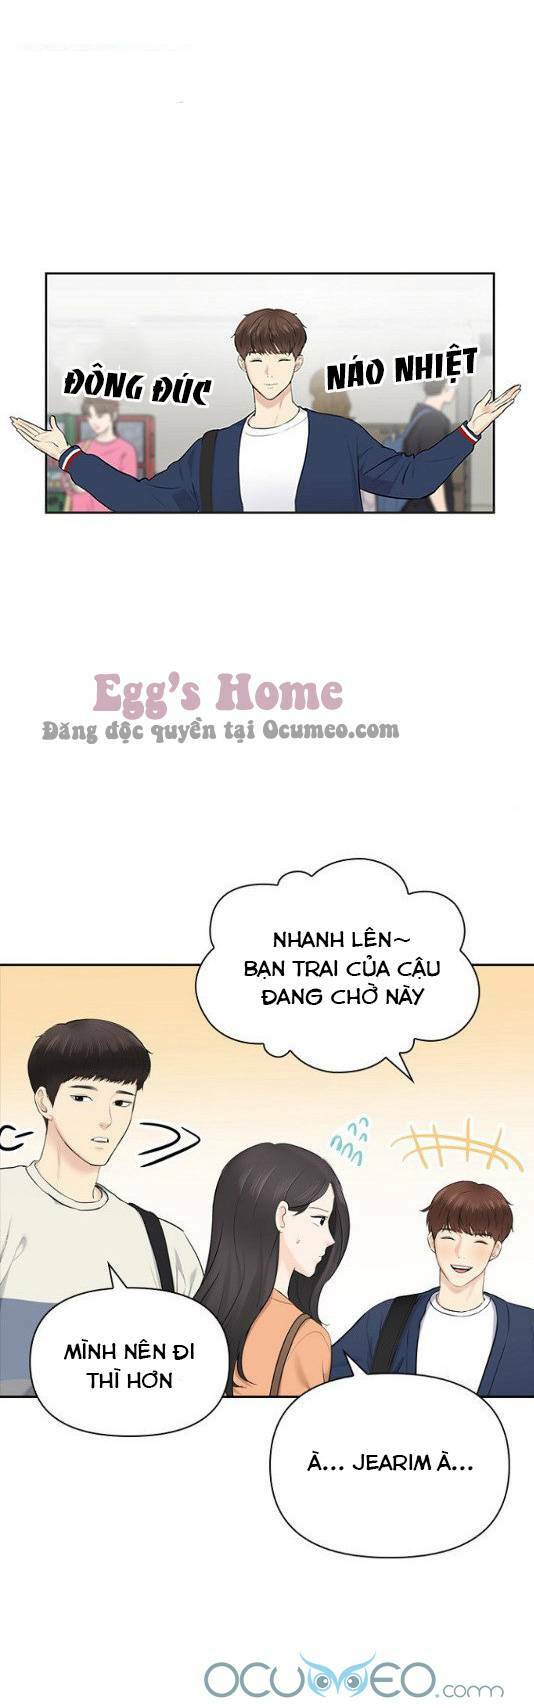 ĐÔNG ĐÚC
NÁO NHIỆT
Egg's Home
Đăng độc quyền tại Ocumeo.com
NHANH LÊN~
BẠN TRAI CỦA CẬU
ĐANG CHỜ NÀY
MÌNH NÊN ĐI
THÌ HƠN
À... JEARIM À...
OCUMEO.comm